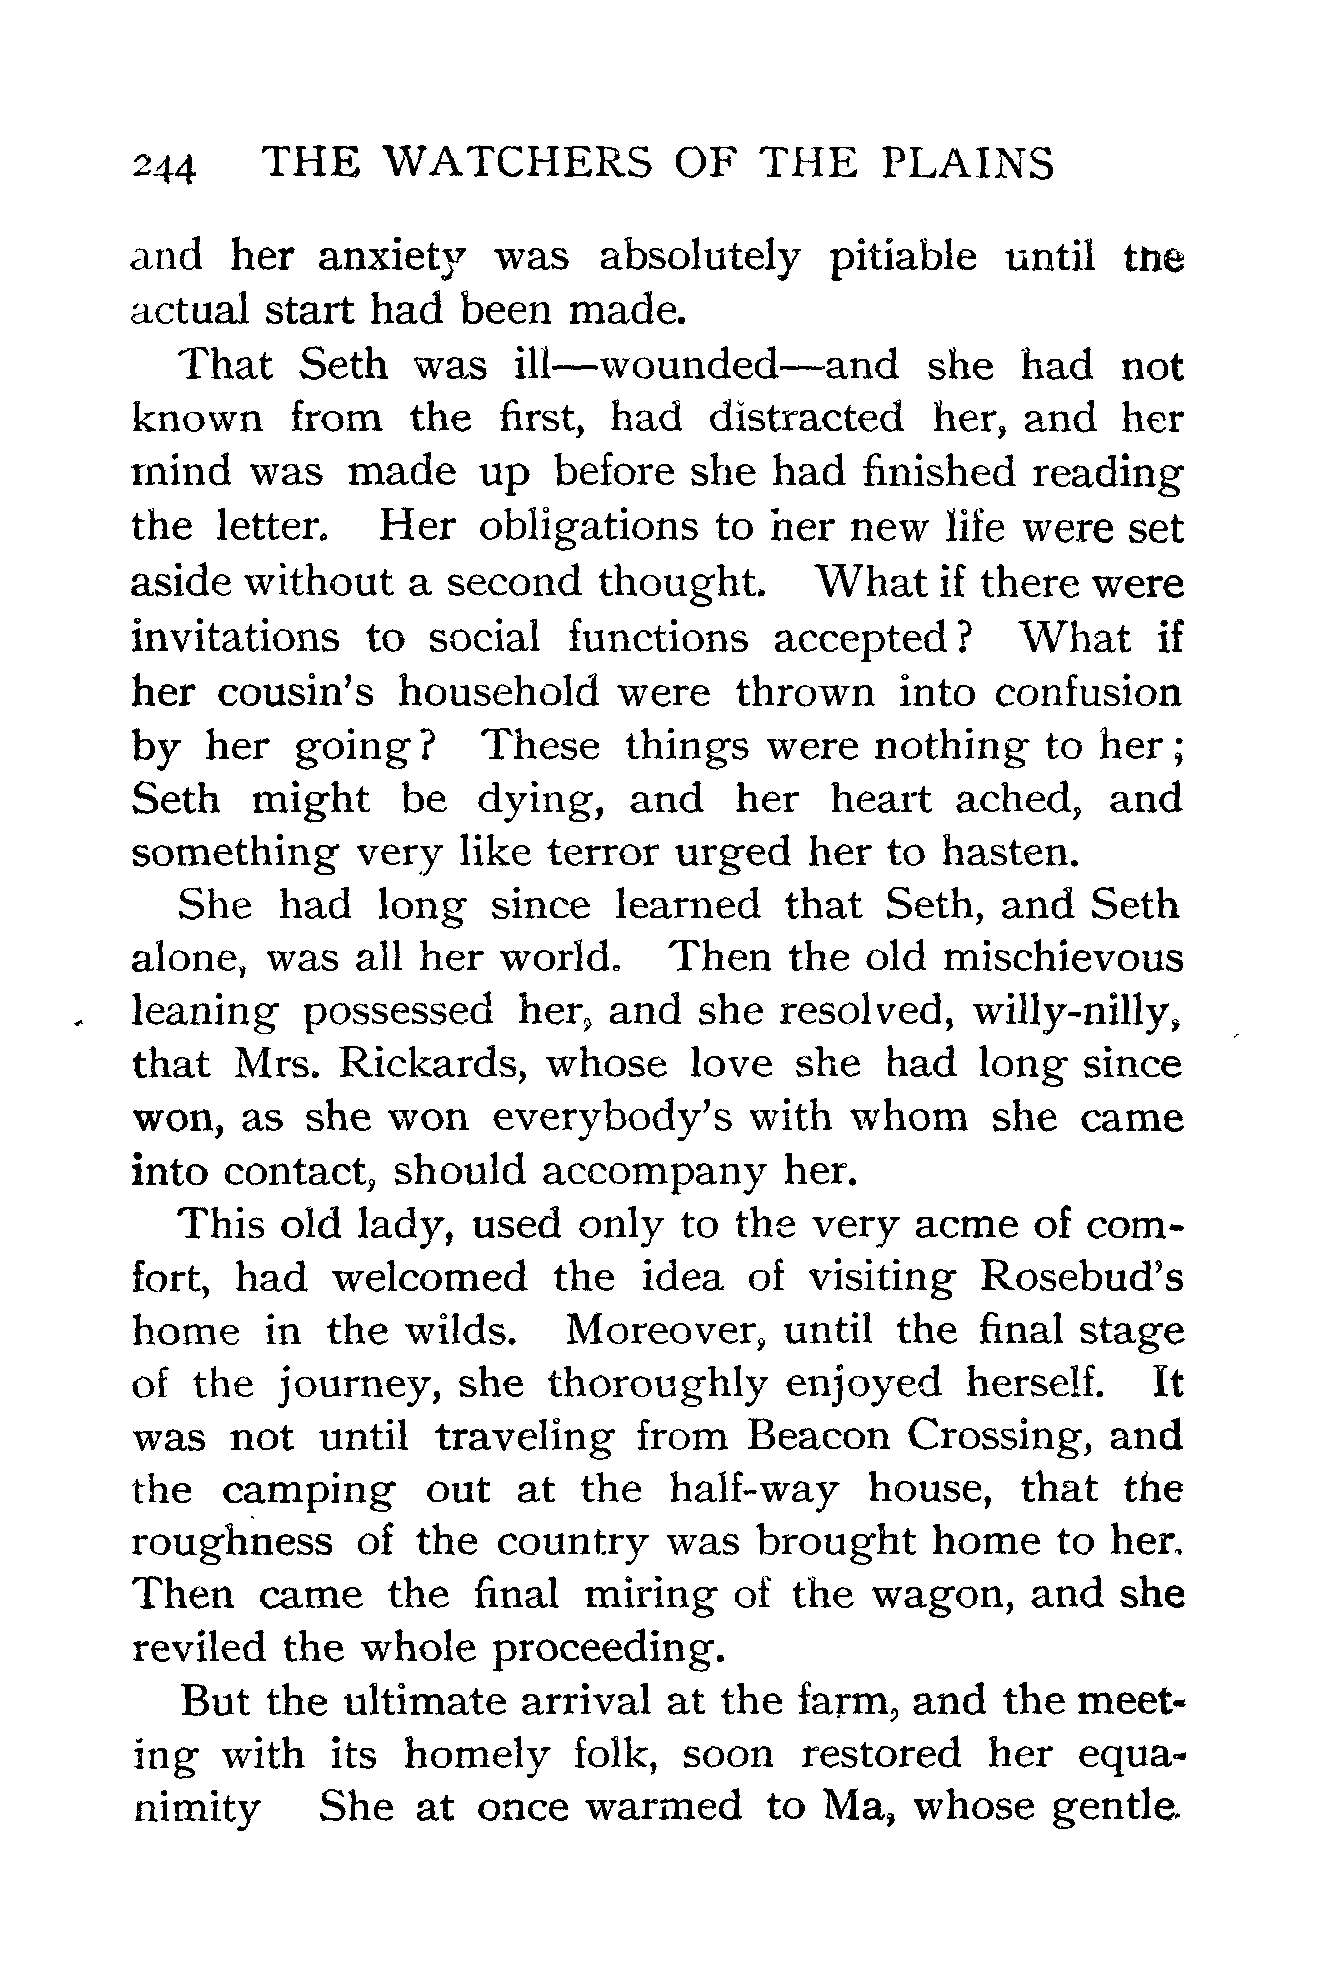 244 THE WATCHERS OF THE PLAINS
and her anxiety was absolutely pitiable until the
actual start had been made.
That Seth was ill—wounded—and she had not
known from the first, had distracted her, and her
mind was made up before she had finished reading
the letter. Her obligations to her new life were set
aside without a second thought. What if there were
invitations to social functions accepted? What if
her cousin's household were thrown into confusion
by her going? These things were nothing to her;
Seth might be dying, and her heart ached, and
something very like terror urged her to hasten.
She had long since learned that Seth, and Seth
alone, was all her world. Then the old mischievous
leaning possessed her, and she resolved, willy-nilly,
that Mrs. Rickards, whose love she had long since
won, as she won everybody's with whom she came
into contact, should accompany her.
This old lady, used only to the very acme of com-
fort, had welcomed the idea of visiting Rosebud's
home in the wilds. Moreover, until the final stage
of the journey, she thoroughly enjoyed herself. It
was not until traveling from Beacon Crossing, and
the camping out at the half-way house, that the
roughness of the country was brought home to her.
Then came the final miring of the wagon, and she
reviled the whole proceeding.
But the ultimate arrival at the farm, and the meet-
ing with its homely folk, soon restored her equa-
nimity She at once warmed to Ma, whose gentle